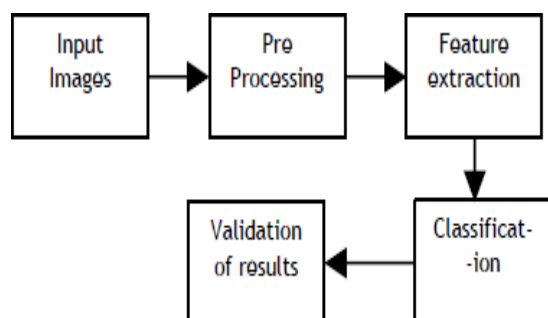 Input
Images
Pre
Processing
Feature
extraction
Classificat-
-ion
Validation
of results